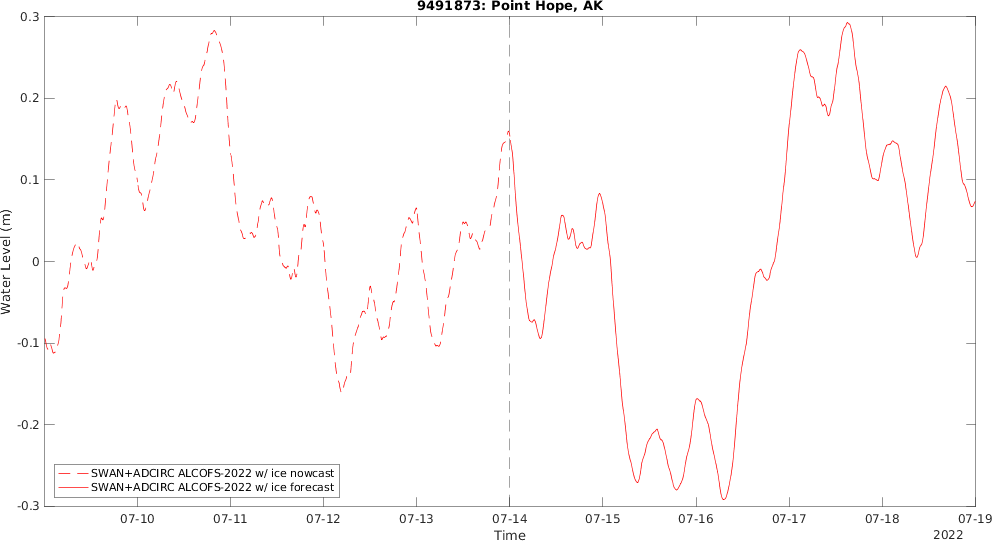 9491873: Point Hope, AK
0.3
0.2
0.1
0
-0.1
-0.2
-0.3
Water Level (m)
SWAN+ADCIRC ALCOFS-2022 w/ ice nowcast
SWAN+ADCIRC ALCOFS-2022 w/ ice forecast
07-10 07-11 07-12 07-13 07-14 07-15 07-16 07-17 07-18 07-19
Time
2022